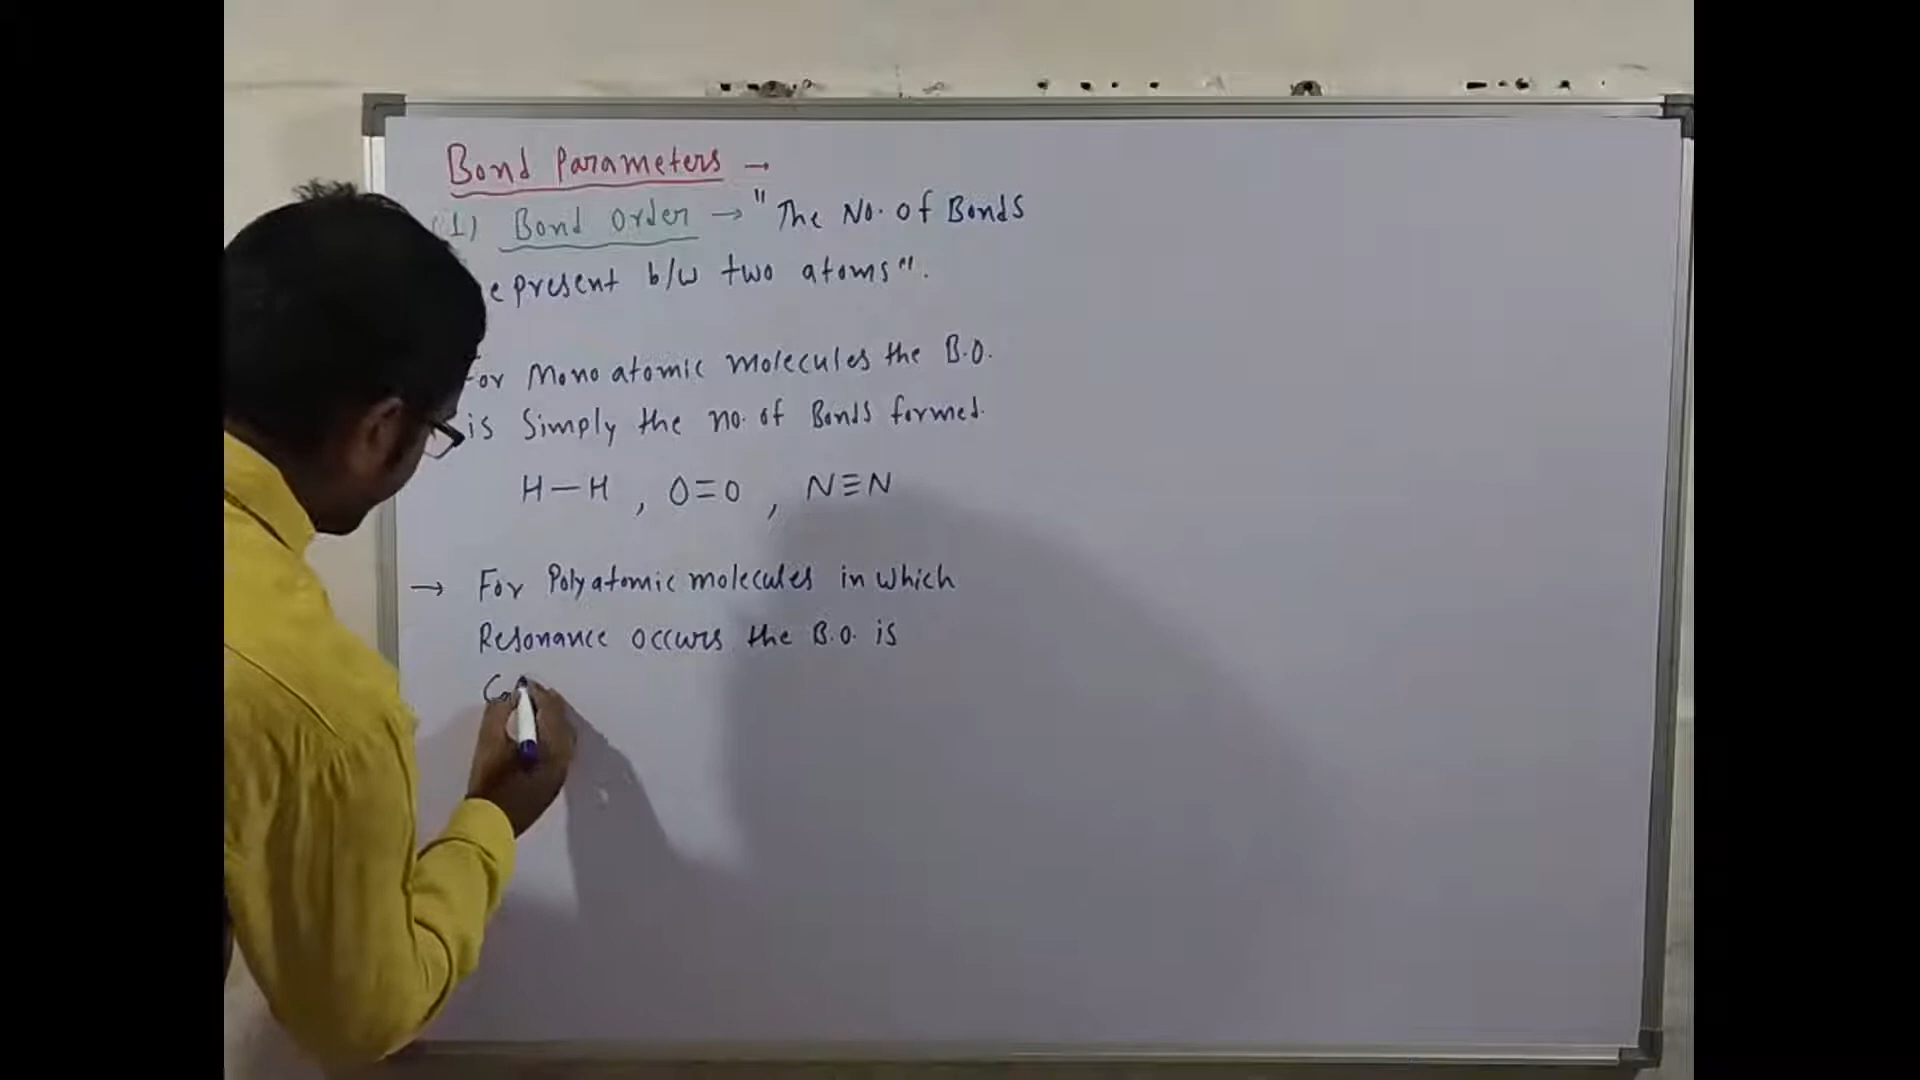 Bond Parameters →
(1) Bond Order → "The No. of Bonds
present b/w two atoms".
For Mono atomic molecules the B.O.
is Simply the no. of Bonds formed.
H—H , O=O , N≡N
→ For Polyatomic molecules in which
Resonance occurs the B.O. is